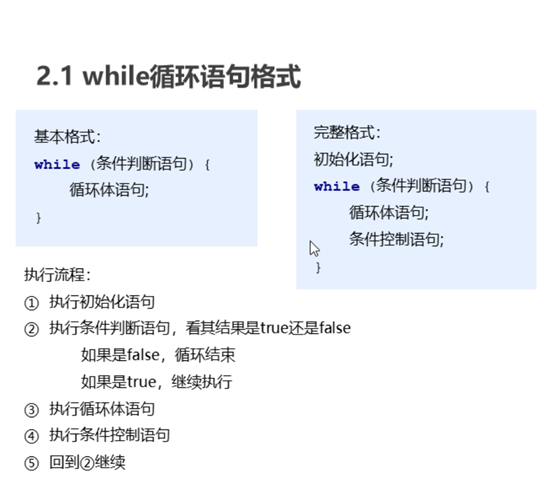 2.1 while循环语句格式
基本格式：
while (条件判断语句) {
循环体语句;
}
完整格式：
初始化语句;
while (条件判断语句) {
循环体语句;
条件控制语句;
}
执行流程：
① 执行初始化语句
② 执行条件判断语句，看其结果是true还是false
如果是false，循环结束
如果是true，继续执行
③ 执行循环体语句
④ 执行条件控制语句
⑤ 回到②继续